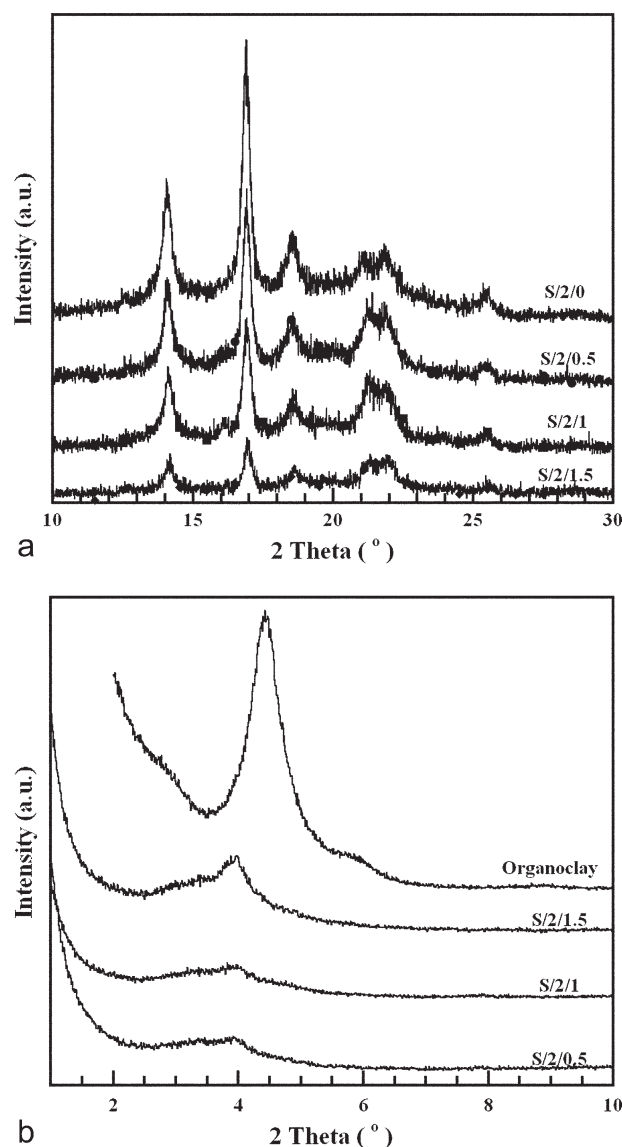 Intensity (a.u.)
S/2/0
S/2/0.5
S/2/1
S/2/1.5
10 15 20 25 30
2 Theta ( ° )
a
Intensity (a.u.)
Organoclay
S/2/1.5
S/2/1
S/2/0.5
2 4 6 8 10
2 Theta ( ° )
b